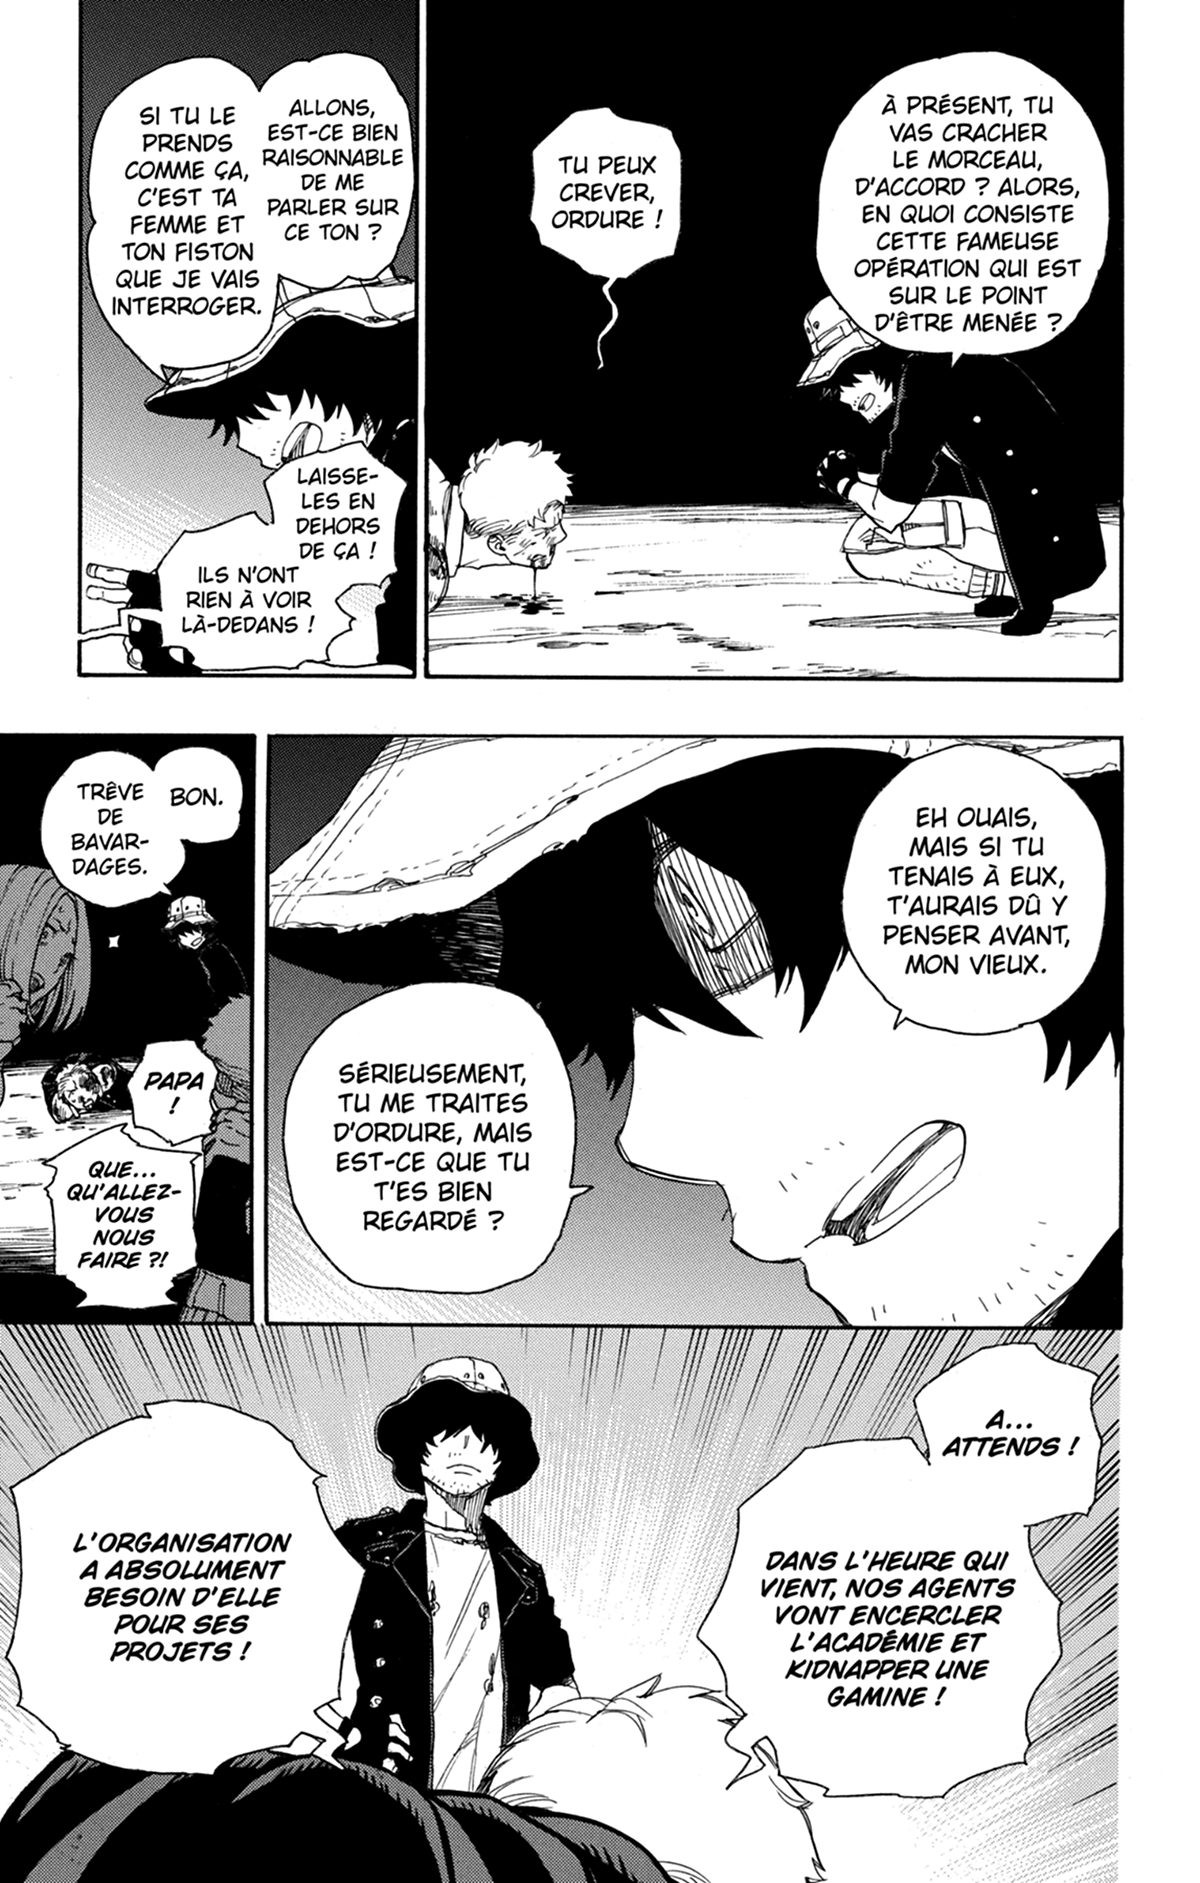 À PRÉSENT, TU
VAS CRACHER
LE MORCEAU,
D'ACCORD ? ALORS,
EN QUOI CONSISTE
CETTE FAMEUSE
OPÉRATION QUI EST
SUR LE POINT
D'ÊTRE MENÉE ?
TU PEUX
CREVER,
ORDURE !
ALLONS,
EST-CE BIEN
RAISONNABLE
DE ME
PARLER SUR
CE TON ?
SI TU LE
PRENDS
COMME ÇA,
C'EST TA
FEMME ET
TON FISTON
QUE JE VAIS
INTERROGER.
LAISSE-
LES EN
DEHORS
DE ÇA !
ILS N'ONT
RIEN À VOIR
LÀ-DEDANS !
EH OUAIS,
MAIS SI TU
TENAIS À EUX,
T'AURAIS DÛ Y
PENSER AVANT,
MON VIEUX.
SÉRIEUSEMENT,
TU ME TRAITES
D'ORDURE, MAIS
EST-CE QUE TU
T'ES BIEN
REGARDÉ ?
BON.
TRÊVE
DE
BAVAR-
DAGES.
PAPA
!
QUE...
QU'ALLEZ-
VOUS
NOUS
FAIRE ?!
A...
ATTENDS !
DANS L'HEURE QUI
VIENT, NOS AGENTS
VONT ENCERCLER
L'ACADÉMIE ET
KIDNAPPER UNE
GAMINE !
L'ORGANISATION
A ABSOLUMENT
BESOIN D'ELLE
POUR SES
PROJETS !